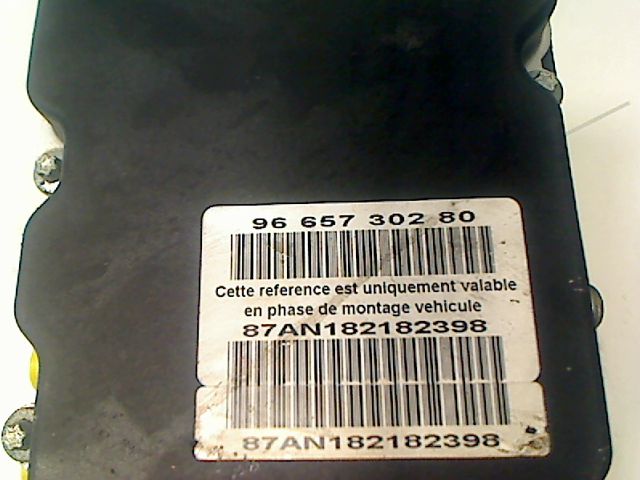 96 657 302 80
Cette reference est uniquement valable
en phase de montage vehicule
87AN182182398
87AN182182398